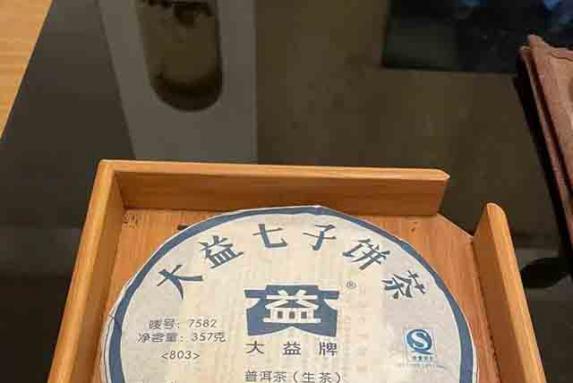 大益七子饼茶
益®
大益牌
唛号：7582
净含量：357克
<803>
普洱茶（生茶）